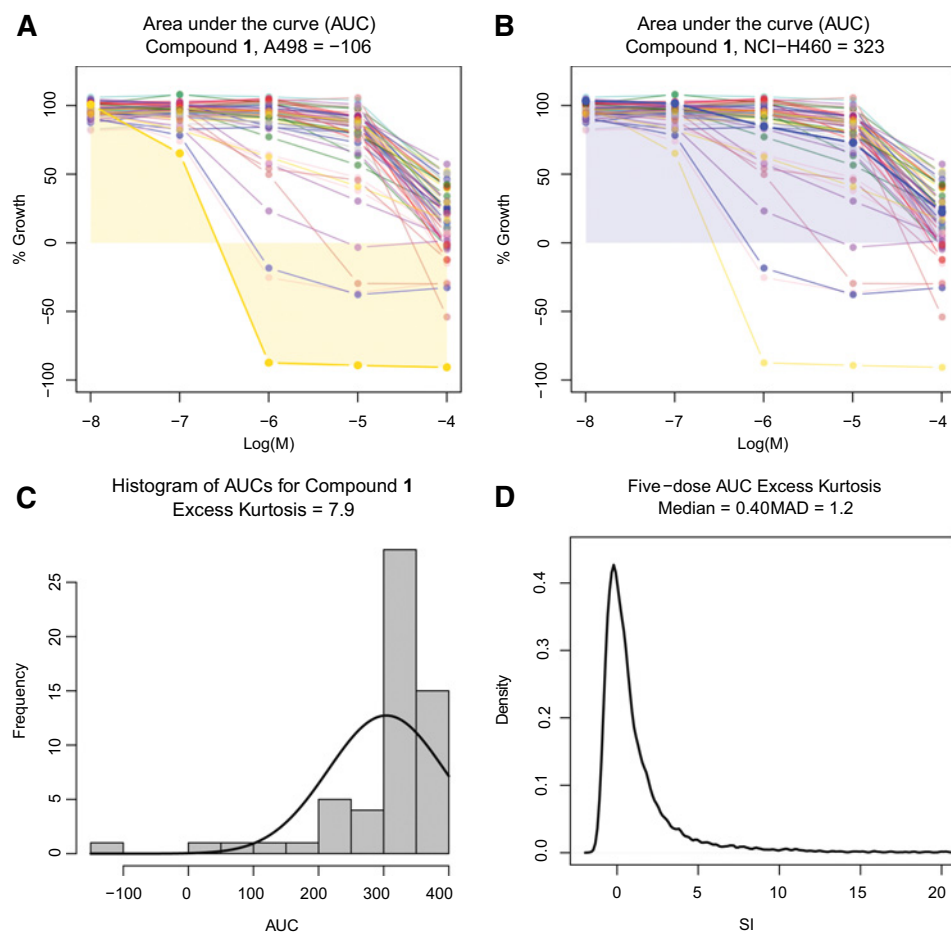 A
Area under the curve (AUC)
Compound 1, A498 = −106
% Growth
100
50
0
−50
−100
−8 −7 −6 −5 −4
Log(M)
B
Area under the curve (AUC)
Compound 1, NCI−H460 = 323
% Growth
100
50
0
−50
−100
−8 −7 −6 −5 −4
Log(M)
C
Histogram of AUCs for Compound 1
Excess Kurtosis = 7.9
Frequency
25
20
15
10
5
0
−100 0 100 200 300 400
AUC
D
Five−dose AUC Excess Kurtosis
Median = 0.40MAD = 1.2
Density
0.4
0.3
0.2
0.1
0.0
0 5 10 15 20
SI